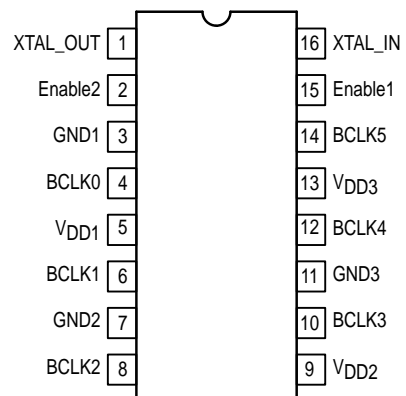 XTAL_OUT 1 16 XTAL_IN
Enable2 2 15 Enable1
GND1 3 14 BCLK5
BCLK0 4 13 VDD3
VDD1 5 12 BCLK4
BCLK1 6 11 GND3
GND2 7 10 BCLK3
BCLK2 8 9 VDD2